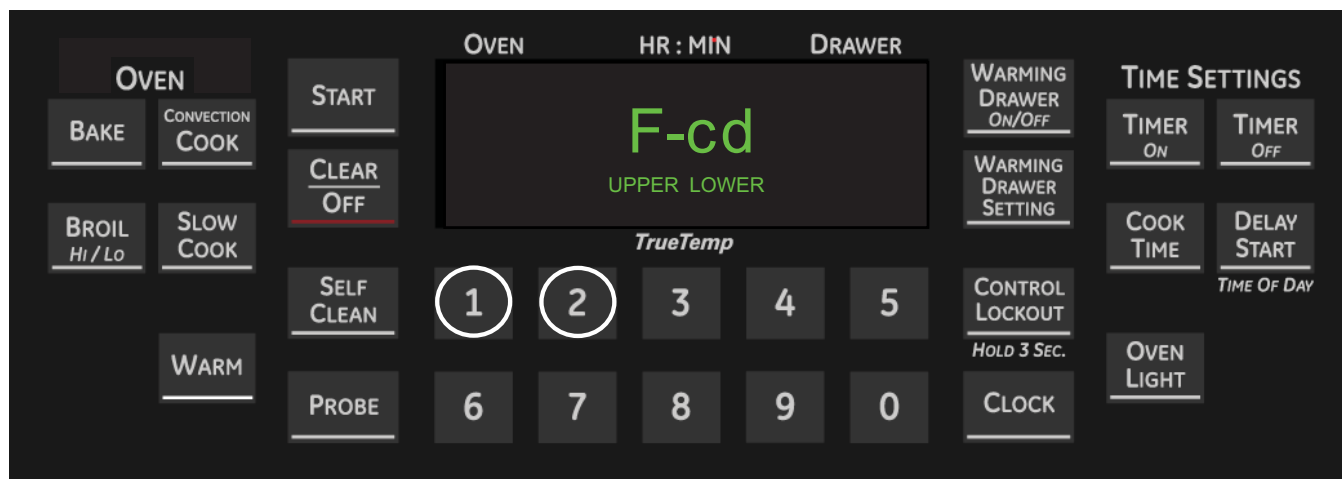 OVEN HR : MIN DRAWER
OVEN
BAKE
CONVECTION
COOK
BROIL
HI / LO
SLOW
COOK
WARM
START
CLEAR
OFF
SELF
CLEAN
PROBE
F-cd
UPPER LOWER
TrueTemp
1 2 3 4 5
6 7 8 9 0
WARMING
DRAWER
ON/OFF
WARMING
DRAWER
SETTING
CONTROL
LOCKOUT
HOLD 3 SEC.
CLOCK
TIME SETTINGS
TIMER
ON
TIMER
OFF
COOK
TIME
DELAY
START
TIME OF DAY
OVEN
LIGHT